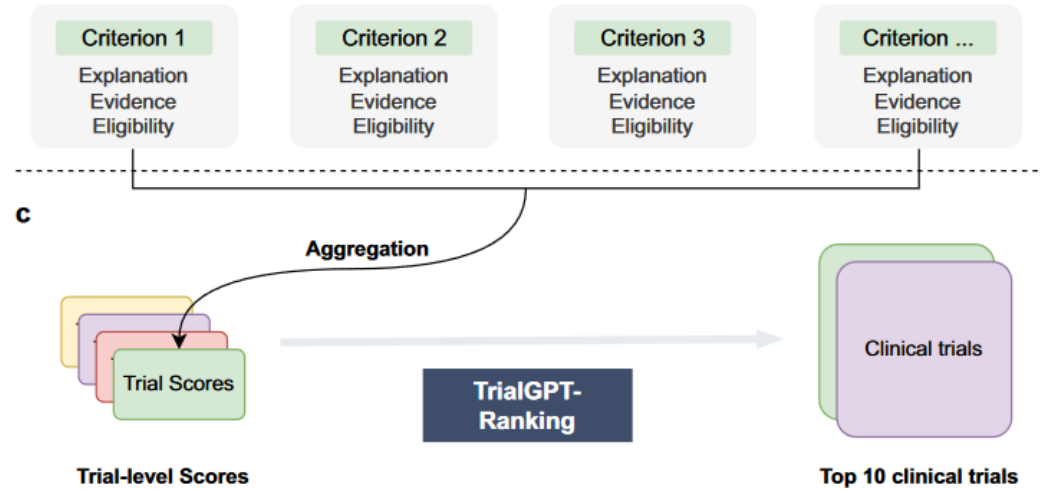 Criterion 1
Criterion 2
Criterion 3
Criterion ...
Explanation
Evidence
Eligibility
Explanation
Evidence
Eligibility
Explanation
Evidence
Eligibility
Explanation
Evidence
Eligibility
c
Aggregation
Trial Scores
Clinical trials
TrialGPT-
Ranking
Trial-level Scores
Top 10 clinical trials